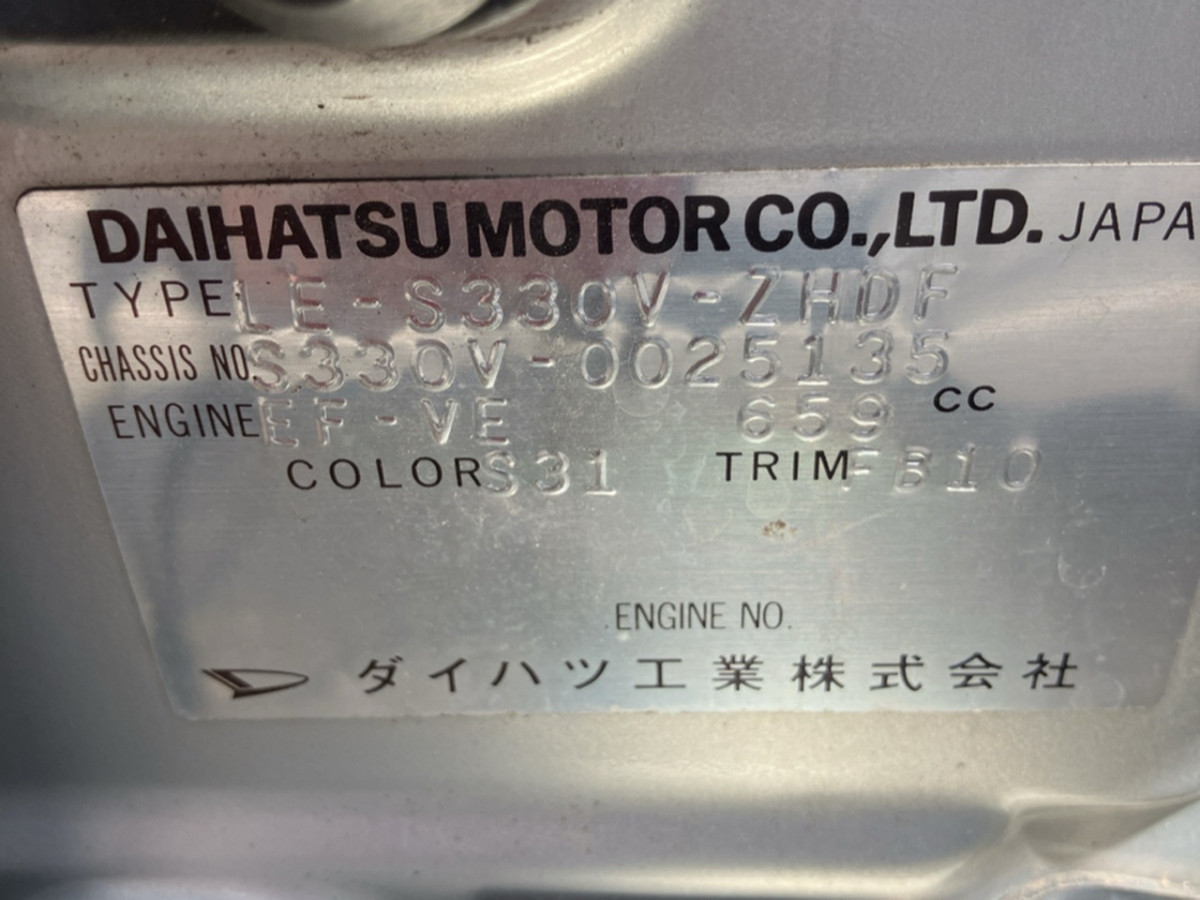 DAIHATSU MOTOR CO.,LTD. JAPA
TYPE LE-S330V-ZHDF
CHASSIS NO. S330V-0025135
ENGINE EF-VE 659 CC
COLOR S31 TRIM FB10
ENGINE NO.
ダイハツ工業株式会社